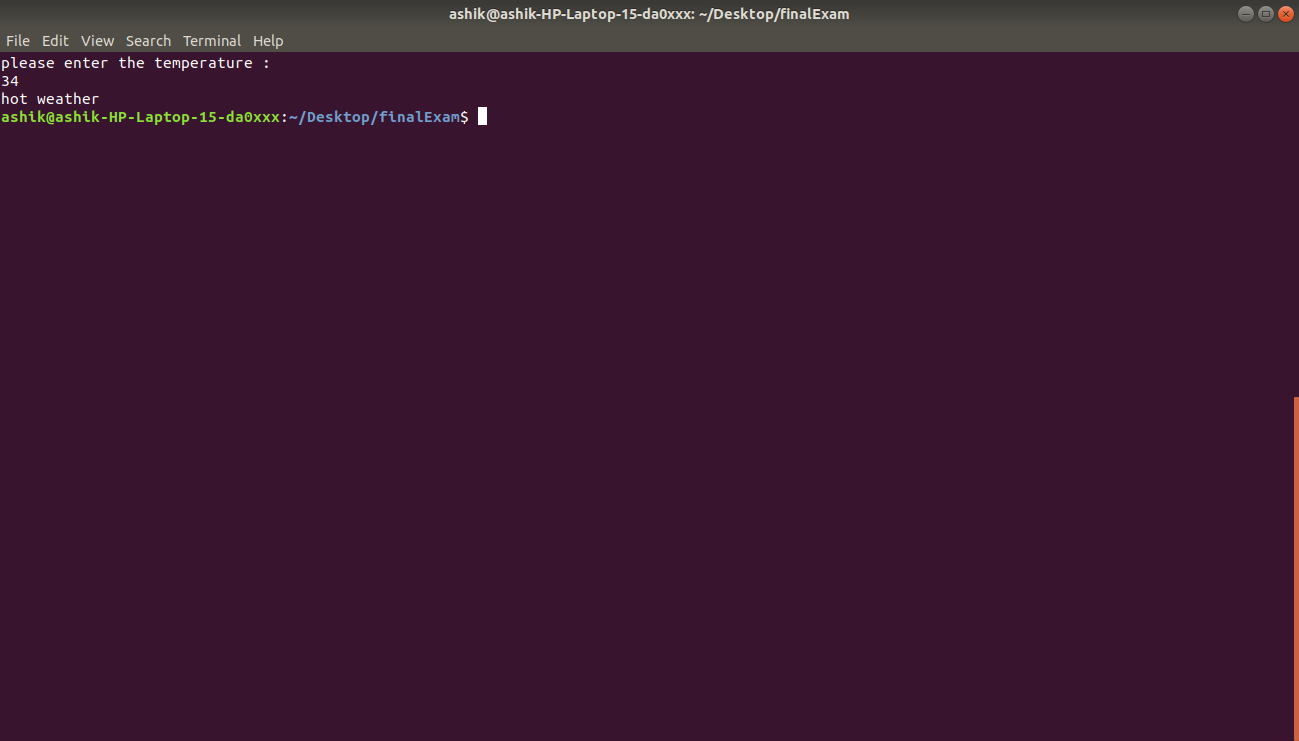 ashik@ashik-HP-Laptop-15-da0xxx: ~/Desktop/finalExam
File Edit View Search Terminal Help
please enter the temperature :
34
hot weather
ashik@ashik-HP-Laptop-15-da0xxx:~/Desktop/finalExam$